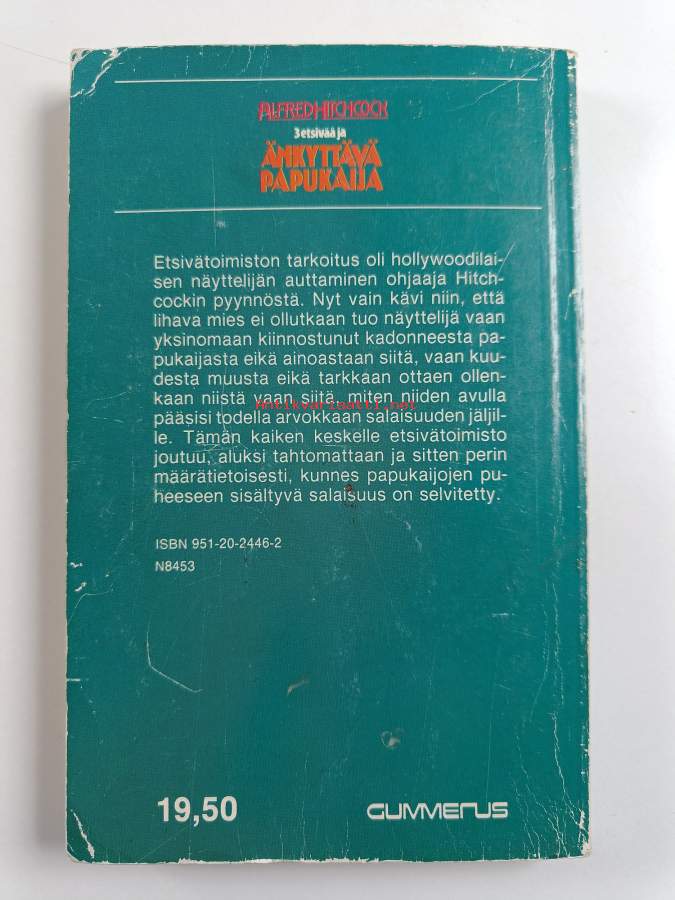 ALFRED HITCHCOCK
3 etsivää ja
ÄNKYTTÄVÄ
PAPUKAIJA
Etsivätoimiston tarkoitus oli hollywoodilai-
sen näyttelijän auttaminen ohjaaja Hitch-
cockin pyynnöstä. Nyt vain kävi niin, että
lihava mies ei ollutkaan tuo näyttelijä vaan
yksinomaan kiinnostunut kadonneesta pa-
pukaijasta eikä ainoastaan siitä, vaan kuu-
desta muusta eikä tarkkaan ottaen ollen-
kaan niistä vaan siitä, miten niiden avulla
Antikvariaatti.net
pääsisi todella arvokkaan salaisuuden jäljil-
le. Tämän kaiken keskelle etsivätoimisto
joutuu, aluksi tahtomattaan ja sitten perin
määrätietoisesti, kunnes papukaijojen pu-
heeseen sisältyvä salaisuus on selvitetty.
ISBN 951-20-2446-2
N8453
19,50
GUMMERUS